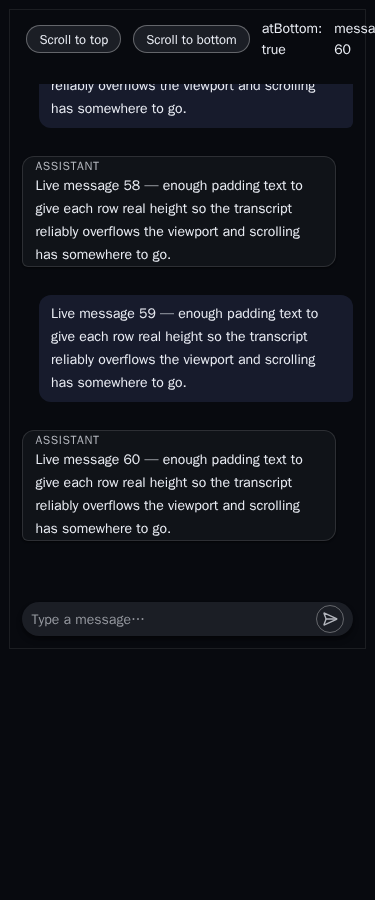 Scroll to top
Scroll to bottom
atBottom:
true
messa
60
reliably overflows the viewport and scrolling
has somewhere to go.
ASSISTANT
Live message 58 — enough padding text to
give each row real height so the transcript
reliably overflows the viewport and scrolling
has somewhere to go.
Live message 59 — enough padding text to
give each row real height so the transcript
reliably overflows the viewport and scrolling
has somewhere to go.
ASSISTANT
Live message 60 — enough padding text to
give each row real height so the transcript
reliably overflows the viewport and scrolling
has somewhere to go.
Type a message…